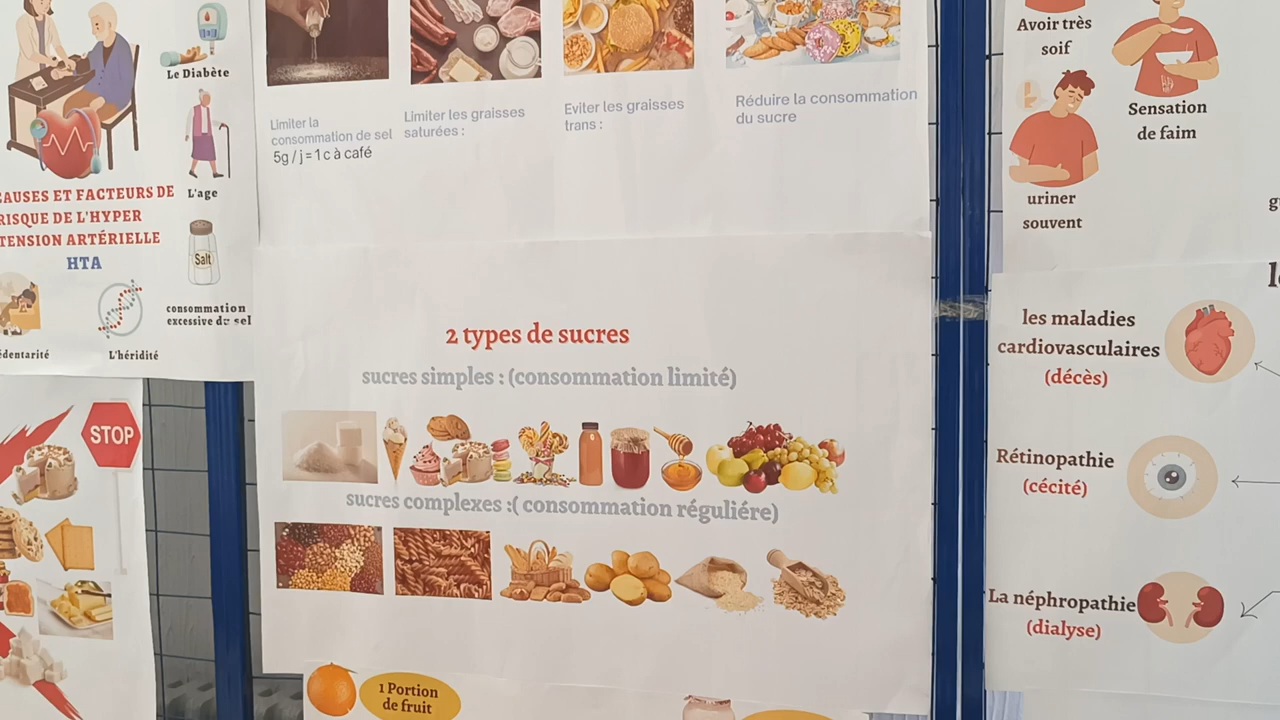 Le Diabète
L'age
CAUSES ET FACTEURS DE
RISQUE DE L'HYPER
TENSION ARTÉRIELLE
HTA
Salt
consommation
excessive du sel
L'héridité
STOP
Limiter la
consommation de sel
5g / j = 1 c à café
Limiter les graisses
saturées :
Eviter les graisses
trans :
Réduire la consommation
du sucre
2 types de sucres
sucres simples : (consommation limité)
sucres complexes :( consommation réguliére)
1 Portion
de fruit
Avoir très
soif
Sensation
de faim
uriner
souvent
les maladies
cardiovasculaires
(décès)
Rétinopathie
(cécité)
La néphropathie
(dialyse)